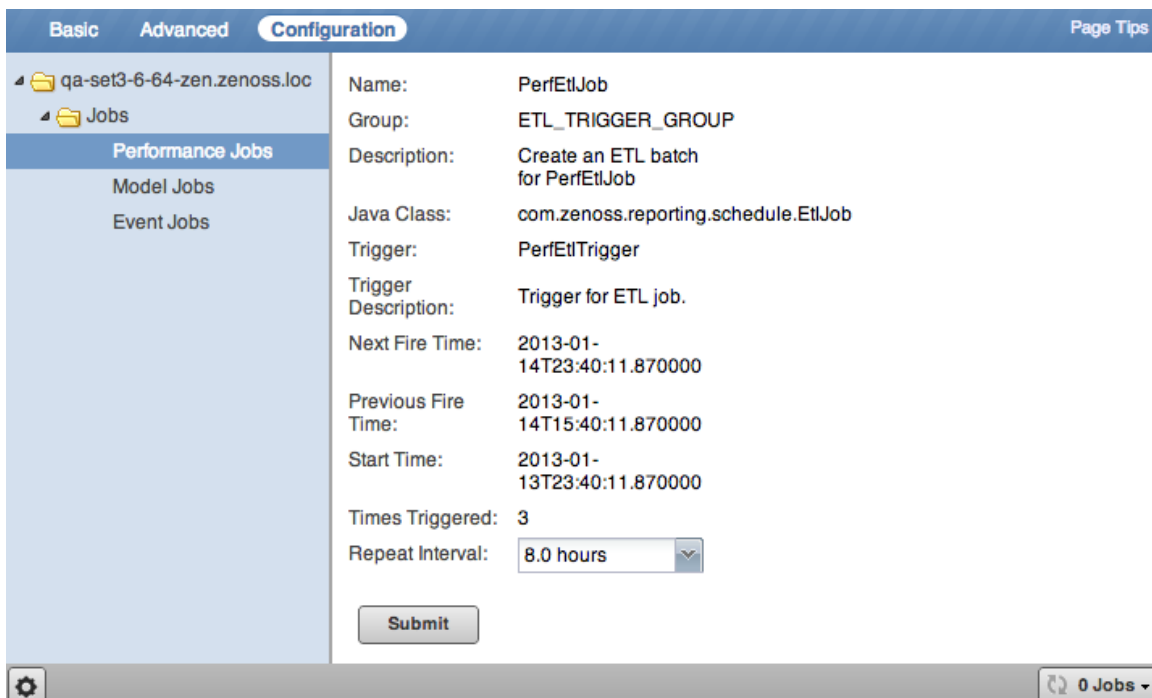 Basic Advanced Configuration Page Tips
qa-set3-6-64-zen.zenoss.loc
Jobs
Performance Jobs
Model Jobs
Event Jobs
Name: PerfEtlJob
Group: ETL_TRIGGER_GROUP
Description: Create an ETL batch
for PerfEtlJob
Java Class: com.zenoss.reporting.schedule.EtlJob
Trigger: PerfEtlTrigger
Trigger
Description: Trigger for ETL job.
Next Fire Time: 2013-01-
14T23:40:11.870000
Previous Fire 2013-01-
Time: 14T15:40:11.870000
Start Time: 2013-01-
13T23:40:11.870000
Times Triggered: 3
Repeat Interval: 8.0 hours
Submit
0 Jobs